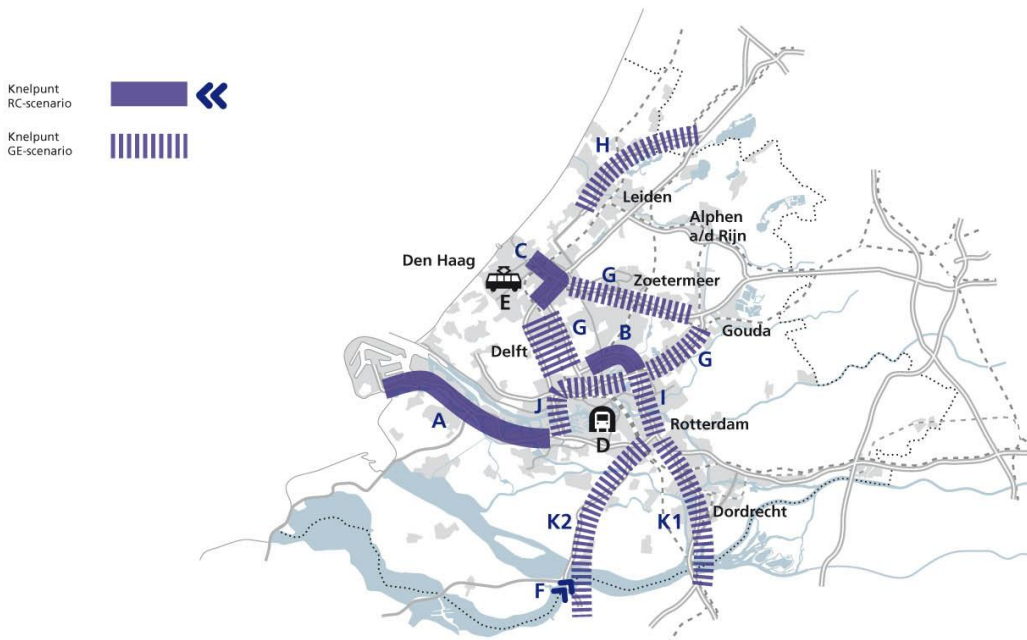 Knelpunt
RC-scenario
Knelpunt
GE-scenario
H
Leiden
Alphen
a/d Rijn
C
Den Haag
E
G
Zoetermeer
G
B
Gouda
Delft
G
J
I
A
D
Rotterdam
K2
K1
Dordrecht
F